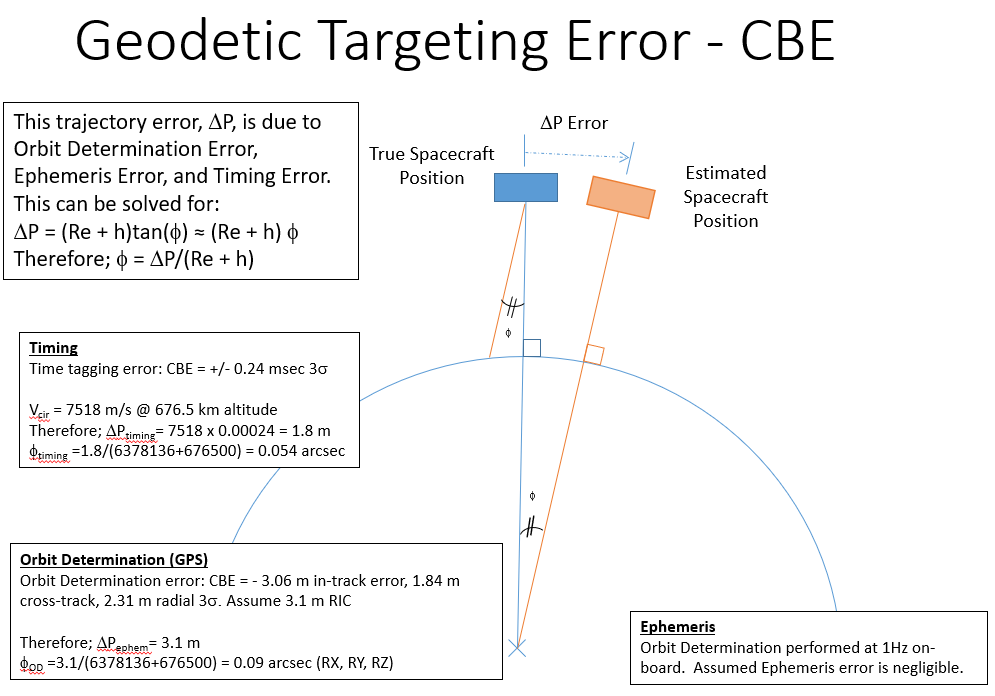 Geodetic Targeting Error - CBE
This trajectory error, ΔP, is due to
Orbit Determination Error,
Ephemeris Error, and Timing Error.
This can be solved for:
ΔP = (Re + h)tan(ϕ) ≈ (Re + h) ϕ
Therefore; ϕ = ΔP/(Re + h)
ΔP Error
True Spacecraft
Position
Estimated
Spacecraft
Position
ϕ
Timing
Time tagging error: CBE = +/- 0.24 msec 3σ
Vcir = 7518 m/s @ 676.5 km altitude
Therefore; ΔPtiming= 7518 x 0.00024 = 1.8 m
ϕtiming =1.8/(6378136+676500) = 0.054 arcsec
ϕ
Orbit Determination (GPS)
Orbit Determination error: CBE = - 3.06 m in-track error, 1.84 m
cross-track, 2.31 m radial 3σ. Assume 3.1 m RIC
Therefore; ΔPephem= 3.1 m
ϕOD =3.1/(6378136+676500) = 0.09 arcsec (RX, RY, RZ)
Ephemeris
Orbit Determination performed at 1Hz on-
board.  Assumed Ephemeris error is negligible.